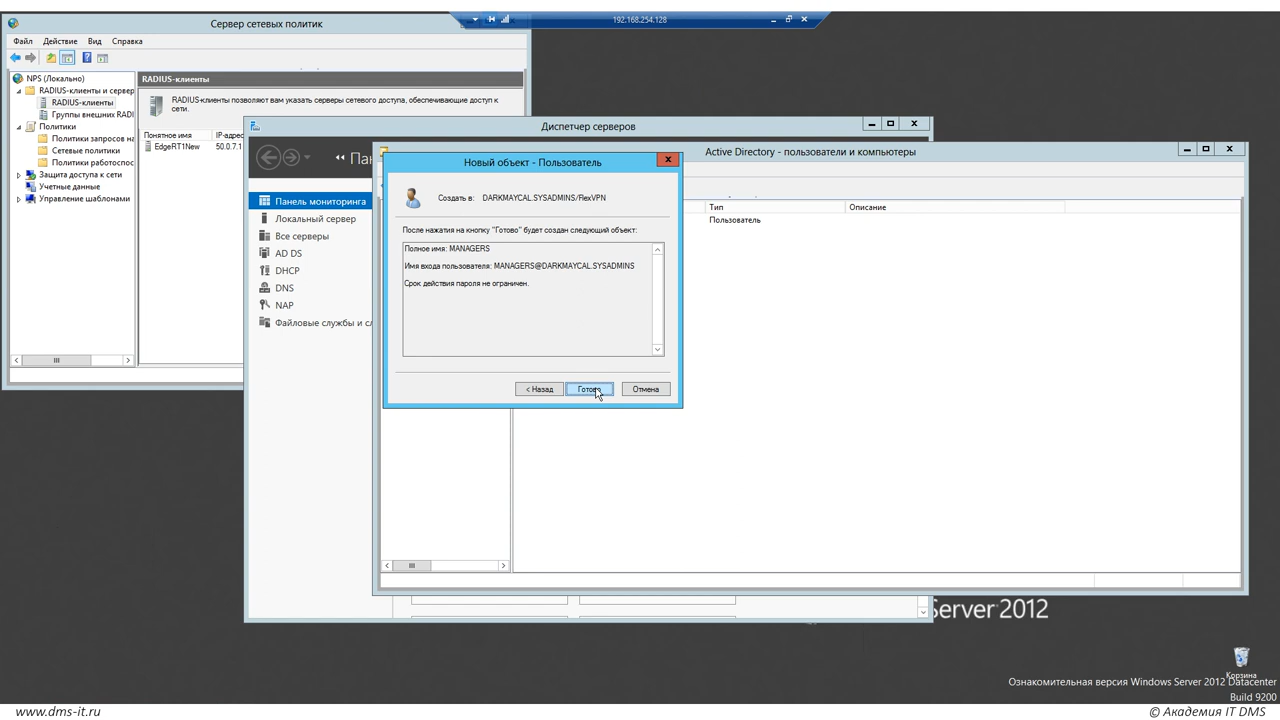 Сервер сетевых политик
192.168.254.128
Файл Действие Вид Справка
NPS (Локально)
RADIUS-клиенты и сервер
RADIUS-клиенты
Группы внешних RADI
Политики
Политики запросов на
Сетевые политики
Политики работоспос
Защита доступа к сети
Учетные данные
Управление шаблонами
RADIUS-клиенты
RADIUS-клиенты позволяют вам указать серверы сетевого доступа, обеспечивающие доступ к
сети.
Понятное имя IP-адрес
EdgeRT1New 50.0.7.1
Диспетчер серверов
Пан
Панель мониторинга
Локальный сервер
Все серверы
AD DS
DHCP
DNS
NAP
Файловые службы и сл
Active Directory - пользователи и компьютеры
Тип Описание
Пользователь
Новый объект - Пользователь
Создать в: DARKMAYCAL.SYSADMINS/FlexVPN
После нажатия на кнопку "Готово" будет создан следующий объект:
Полное имя: MANAGERS
Имя входа пользователя: MANAGERS@DARKMAYCAL.SYSADMINS
Срок действия пароля не ограничен.
< Назад Готово Отмена
Server 2012
Корзина
Ознакомительная версия Windows Server 2012 Datacenter
Build 9200
www.dms-it.ru © Академия IT DMS